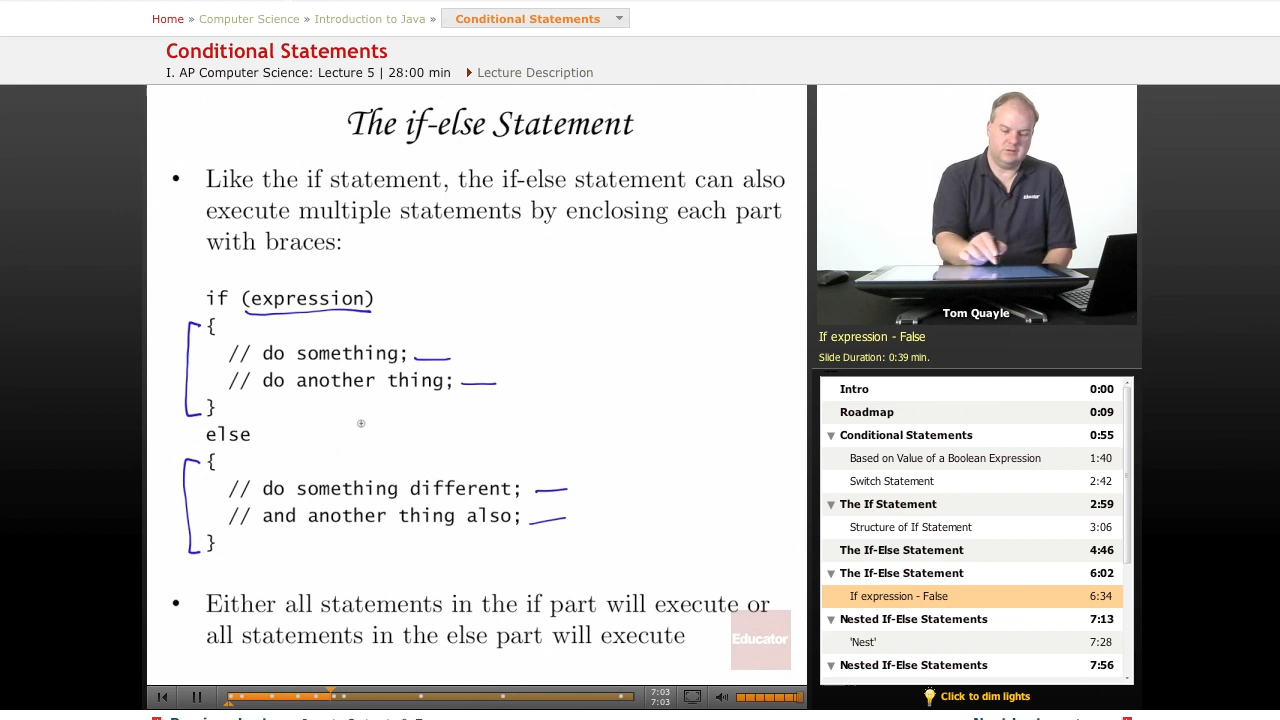 Home » Computer Science » Introduction to Java » Conditional Statements
Conditional Statements
I. AP Computer Science: Lecture 5 | 28:00 min Lecture Description
The if-else Statement
• Like the if statement, the if-else statement can also
execute multiple statements by enclosing each part
with braces:
if (expression)
{
// do something;
// do another thing;
}
else
{
// do something different;
// and another thing also;
}
• Either all statements in the if part will execute or
all statements in the else part will execute
Educator
7:03
7:03
Educator
Tom Quayle
If expression - False
Slide Duration: 0:39 min.
Intro 0:00
Roadmap 0:09
Conditional Statements 0:55
Based on Value of a Boolean Expression 1:40
Switch Statement 2:42
The If Statement 2:59
Structure of If Statement 3:06
The If-Else Statement 4:46
The If-Else Statement 6:02
If expression - False 6:34
Nested If-Else Statements 7:13
'Nest' 7:28
Nested If-Else Statements 7:56
Click to dim lights